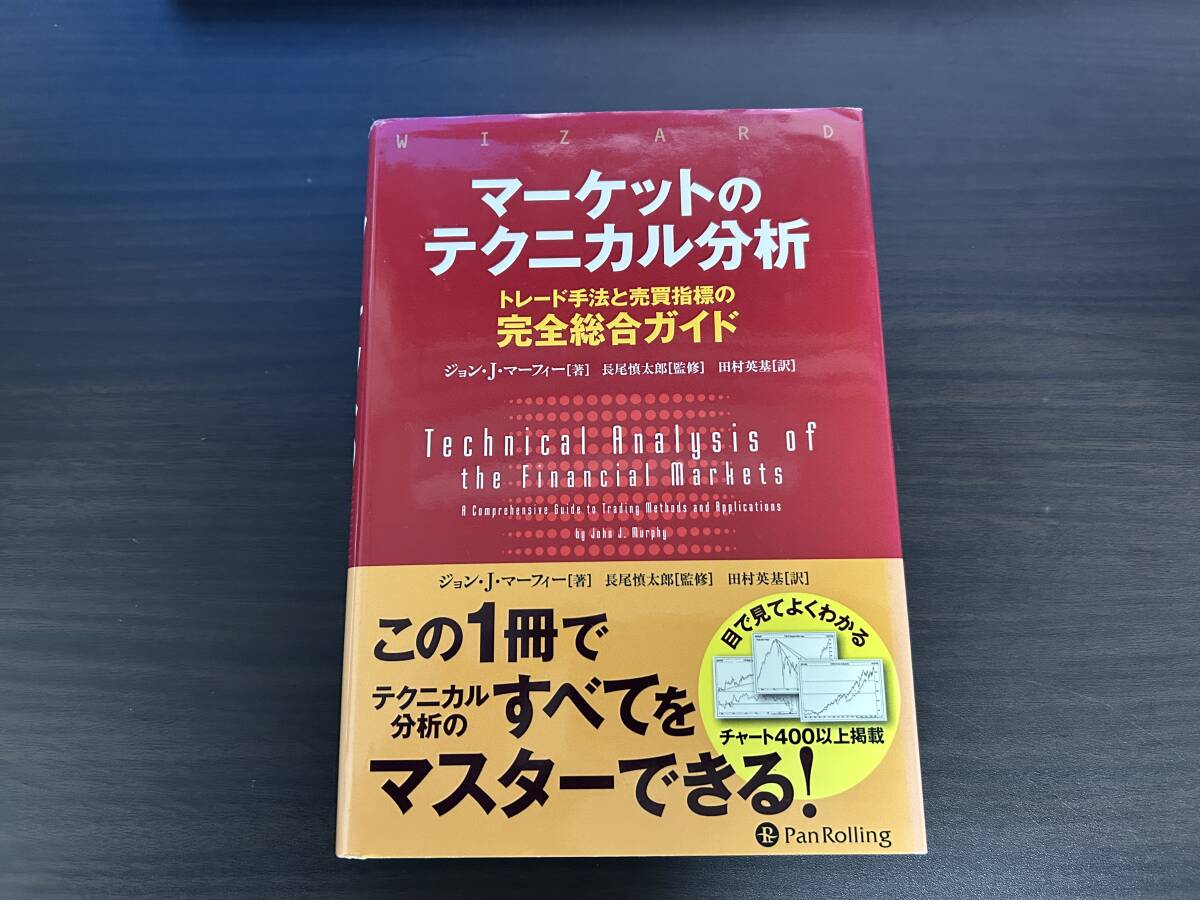 WIZARD
マーケットの
テクニカル分析
トレード手法と売買指標の
完全総合ガイド
ジョン・J・マーフィー[著] 長尾慎太郎[監修] 田村英基[訳]
Technical Analysis of
the Financial Markets
A Comprehensive Guide to Trading Methods and Applications
by John J. Murphy
ジョン・J・マーフィー[著] 長尾慎太郎[監修] 田村英基[訳]
この1冊で
テクニカル
分析の
すべてを
マスターできる!
目で見てよくわかる
チャート400以上掲載
PanRolling